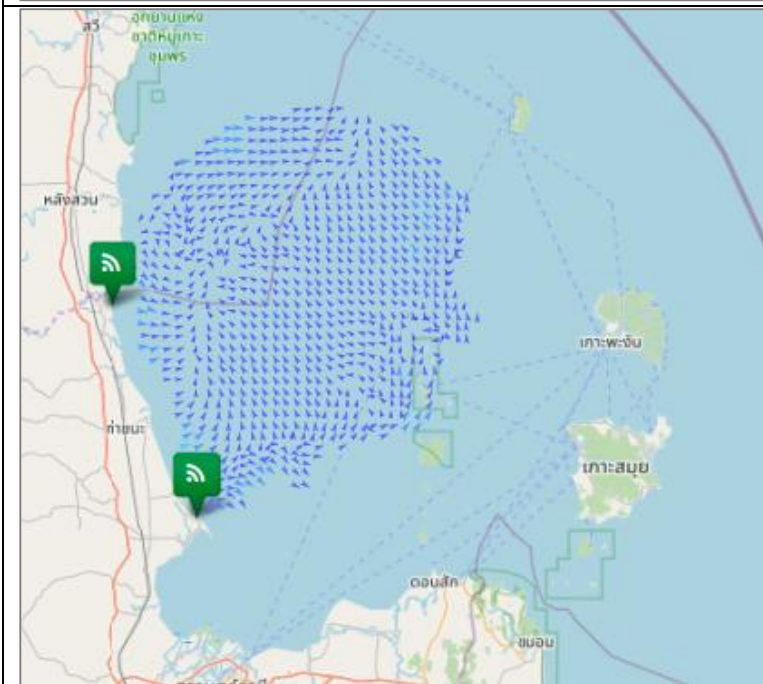 สวี
อุทยานแห่ง
ชาติหมู่เกาะ
ชุมพร
หลังสวน
เกาะพะงัน
ท่าชนะ
เกาะสมุย
ดอนสัก
ขนอม